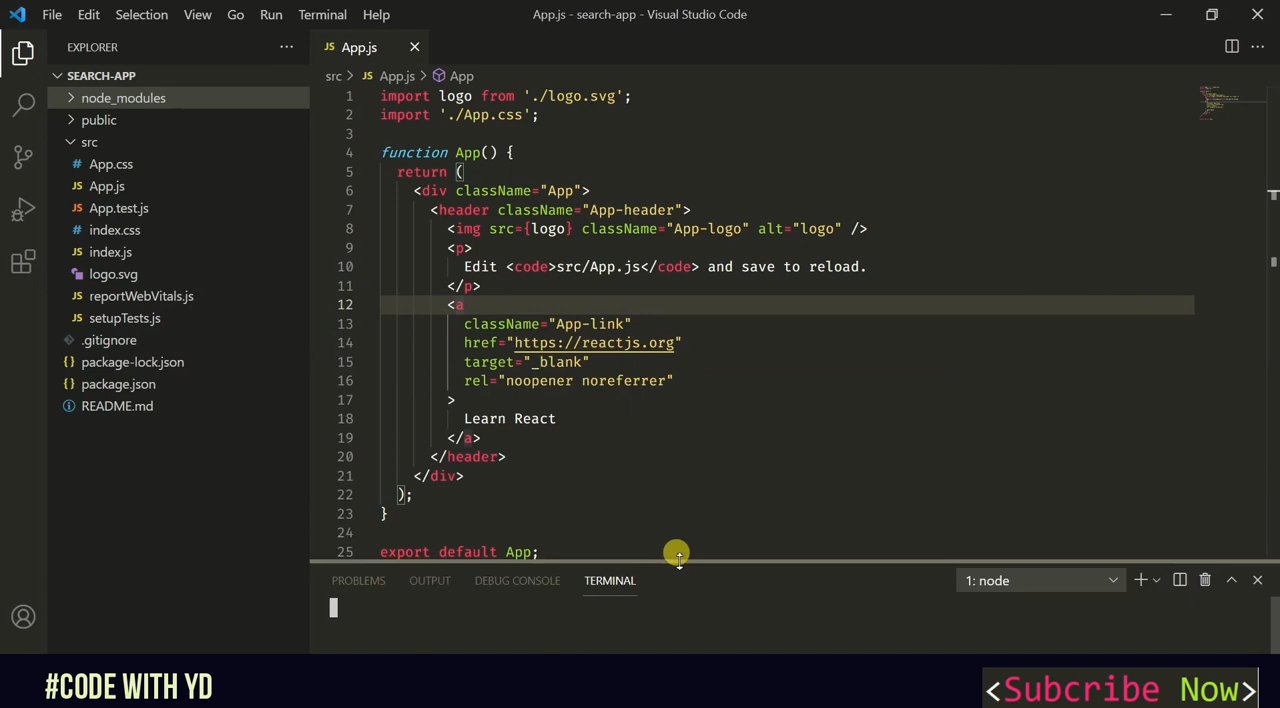 File Edit Selection View Go Run Terminal Help App.js - search-app - Visual Studio Code
EXPLORER
SEARCH-APP
node_modules
public
src
# App.css
JS App.js
JS App.test.js
# index.css
JS index.js
logo.svg
JS reportWebVitals.js
JS setupTests.js
.gitignore
{} package-lock.json
{} package.json
README.md
JS App.js
src > JS App.js > App
1 import logo from './logo.svg';
2 import './App.css';
3
4 function App() {
5 return (
6 <div className="App">
7 <header className="App-header">
8 <img src={logo} className="App-logo" alt="logo" />
9 <p>
10 Edit <code>src/App.js</code> and save to reload.
11 </p>
12 <a
13 className="App-link"
14 href="https://reactjs.org"
15 target="_blank"
16 rel="noopener noreferrer"
17 >
18 Learn React
19 </a>
20 </header>
21 </div>
22 );
23 }
24
25 export default App;
PROBLEMS OUTPUT DEBUG CONSOLE TERMINAL 1: node
#CODE WITH YD
<Subcribe Now>